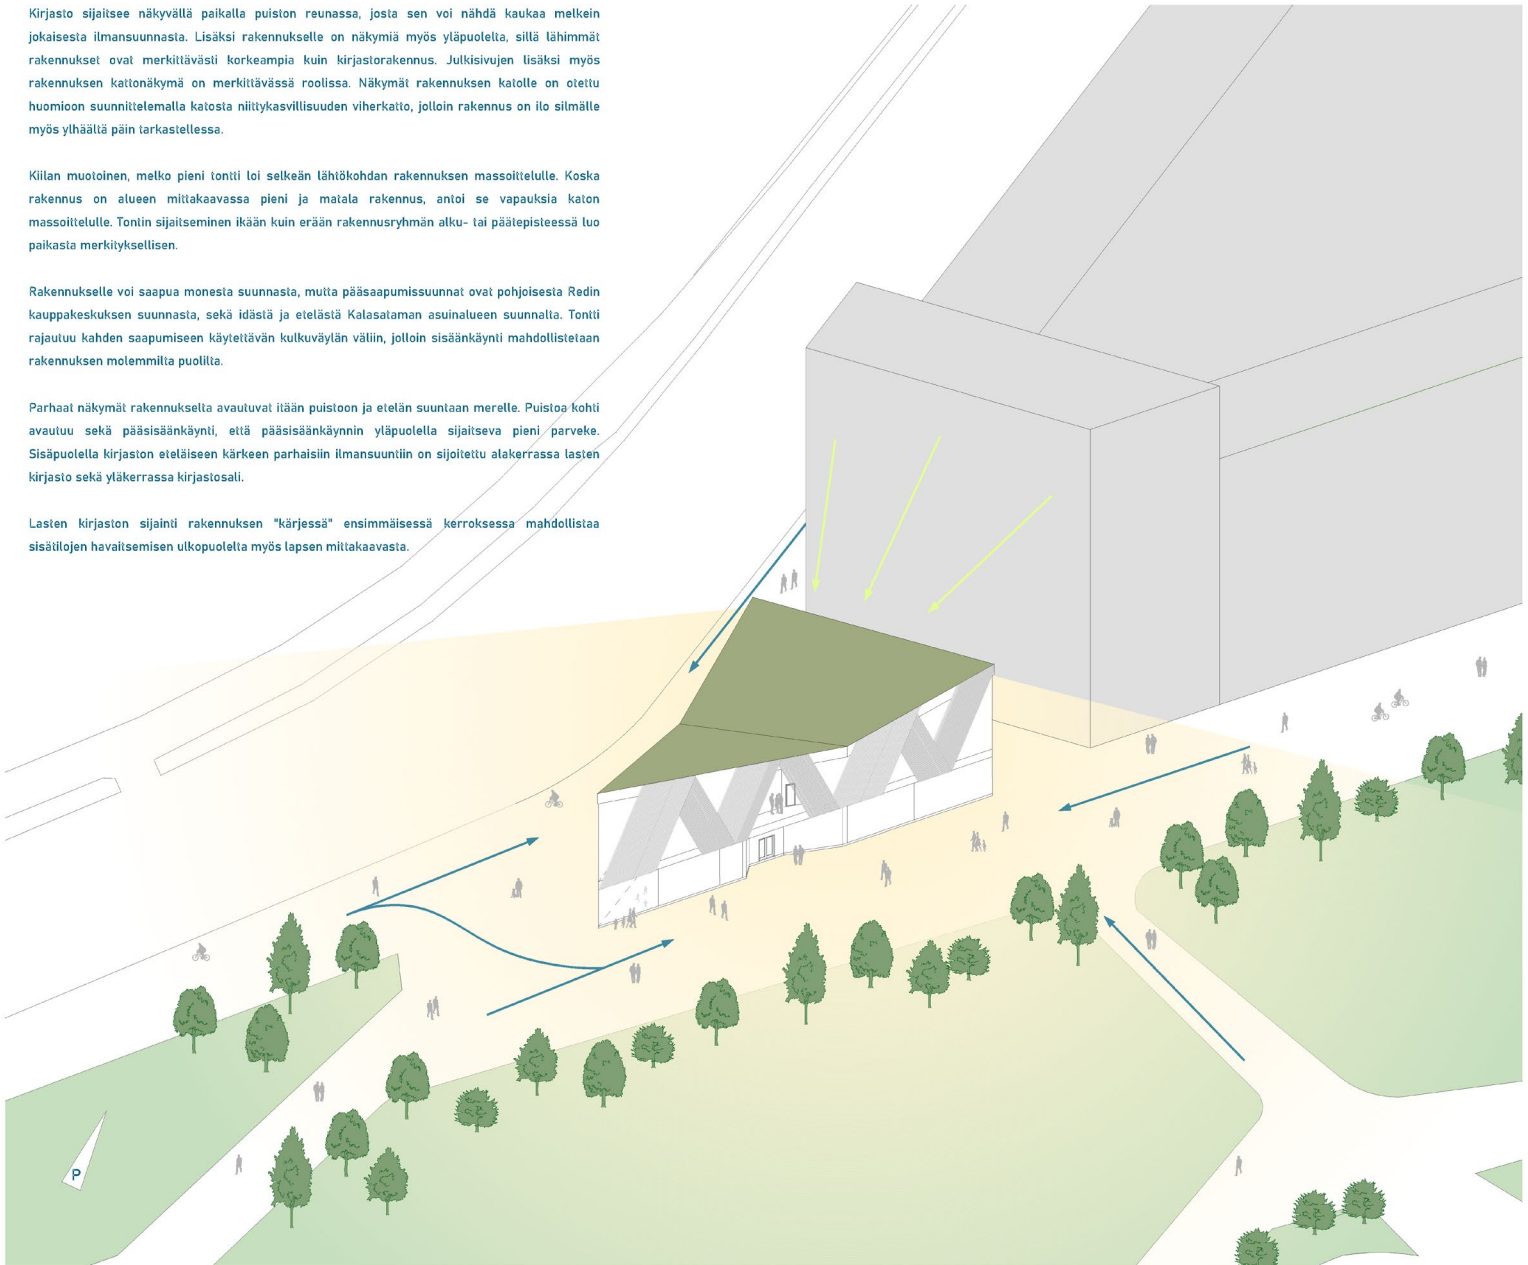 Kirjasto sijaitsee näkyvällä paikalla puiston reunassa, josta sen voi nähdä kaukaa melkein
jokaisesta ilmansuunnasta. Lisäksi rakennukselle on näkymiä myös yläpuolelta, sillä lähimmät
rakennukset ovat merkittävästi korkeampia kuin kirjastorakennus. Julkisivujen lisäksi myös
rakennuksen kattonäkymä on merkittävässä roolissa. Näkymät rakennuksen katolle on otettu
huomioon suunnittelemalla katosta niittykasvillisuuden viherkatto, jolloin rakennus on ilo silmälle
myös ylhäältä päin tarkastellessa.
Kiilan muotoinen, melko pieni tontti loi selkeän lähtökohdan rakennuksen massoittelulle. Koska
rakennus on alueen mittakaavassa pieni ja matala rakennus, antoi se vapauksia katon
massoittelulle. Tontin sijaitseminen ikään kuin erään rakennusryhmän alku- tai päätepisteessä luo
paikasta merkityksellisen.
Rakennukselle voi saapua monesta suunnasta, mutta pääsaapumissuunnat ovat pohjoisesta Redin
kauppakeskuksen suunnasta, sekä idästä ja etelästä Kalasataman asuinalueen suunnalta. Tontti
rajautuu kahden saapumiseen käytettävän kulkuväylän väliin, jolloin sisäänkäynti mahdollistetaan
rakennuksen molemmilta puolilta.
Parhaat näkymät rakennukselta avautuvat itään puistoon ja etelän suuntaan merelle. Puistoa kohti
avautuu sekä pääsisäänkäynti, että pääsisäänkäynnin yläpuolella sijaitseva pieni parveke.
Sisäpuolella kirjaston eteläiseen kärkeen parhaisiin ilmansuuntiin on sijoitettu alakerrassa lasten
kirjasto sekä yläkerrassa kirjastosali.
Lasten kirjaston sijainti rakennuksen "kärjessä" ensimmäisessä kerroksessa mahdollistaa
sisätilojen havaitsemisen ulkopuolelta myös lapsen mittakaavasta.
P